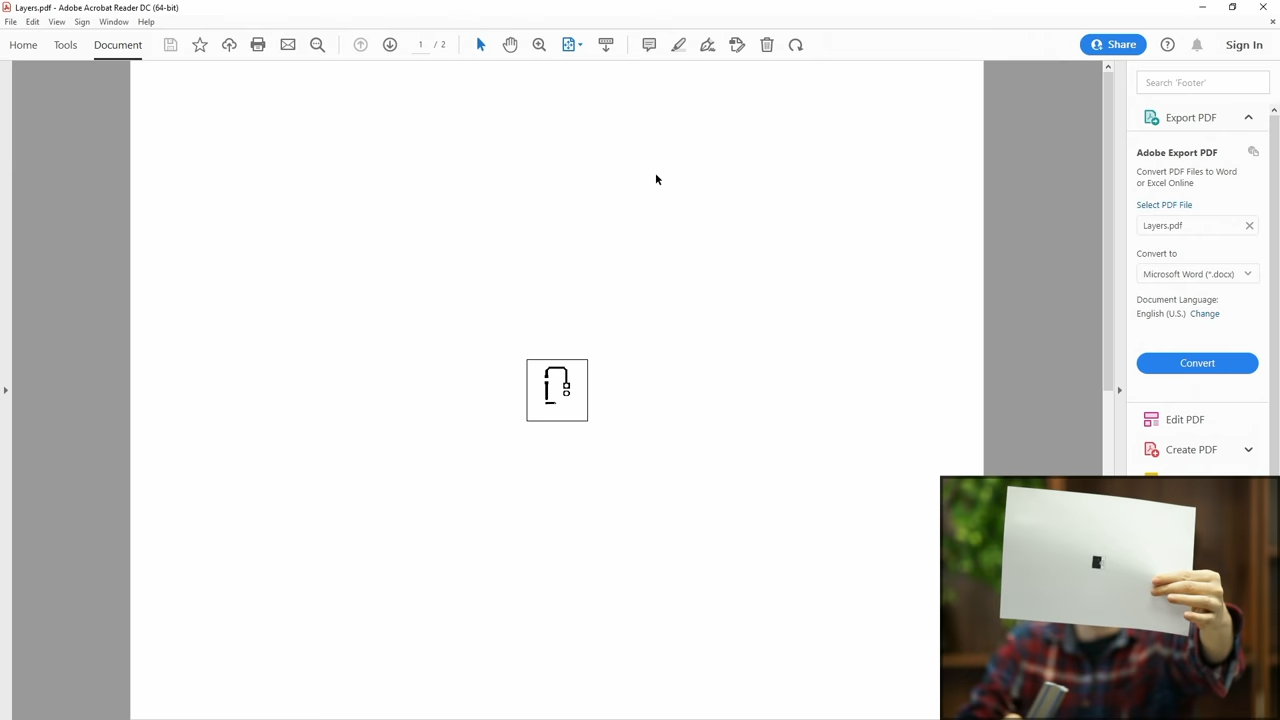 Layers.pdf - Adobe Acrobat Reader DC (64-bit)
File Edit View Sign Window Help
Home Tools Document 1 / 2 Share Sign In
Search 'Footer'
Export PDF
Adobe Export PDF
Convert PDF Files to Word
or Excel Online
Select PDF File
Layers.pdf
Convert to
Microsoft Word (*.docx)
Document Language:
English (U.S.) Change
Convert
Edit PDF
Create PDF